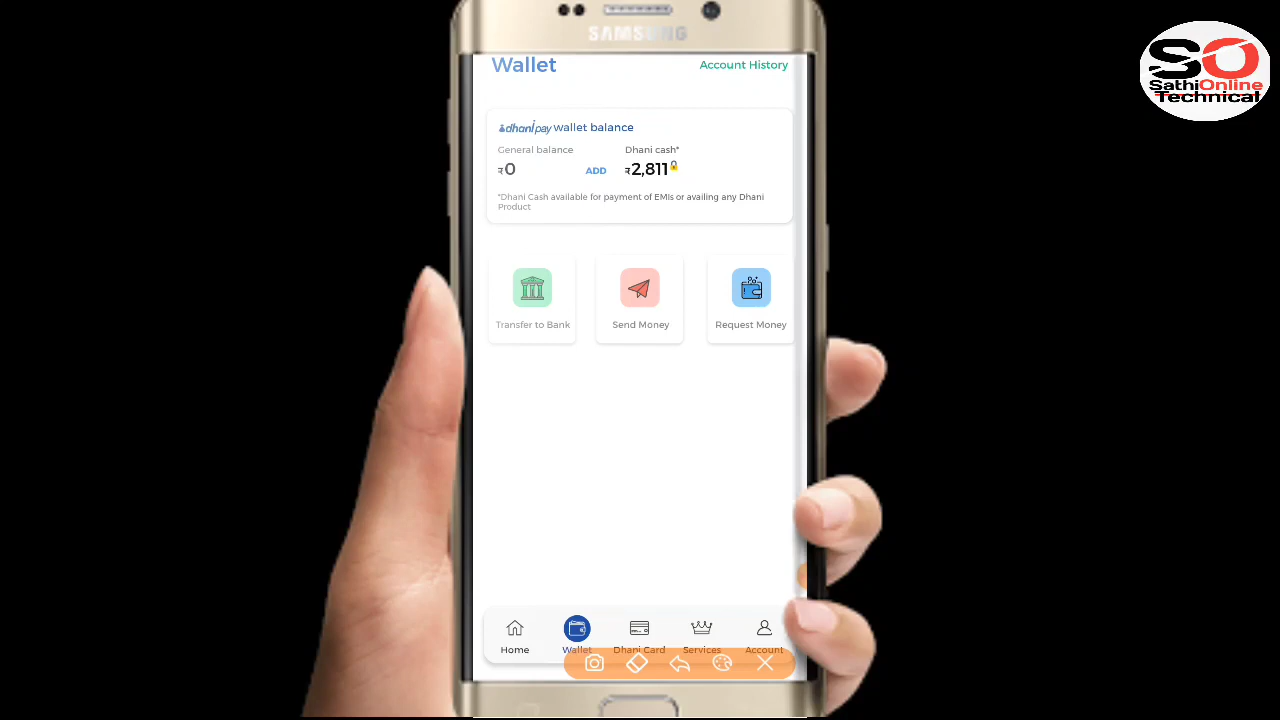 SAMSUNG
Wallet
Account History
dhani pay wallet balance
General balance
Dhani cash*
₹0
ADD
₹2,811
*Dhani Cash available for payment of EMIs or availing any Dhani
Product
Transfer to Bank
Send Money
Request Money
Home
Wallet
Dhani Card
Services
Account
SO
SathiOnline
Technical